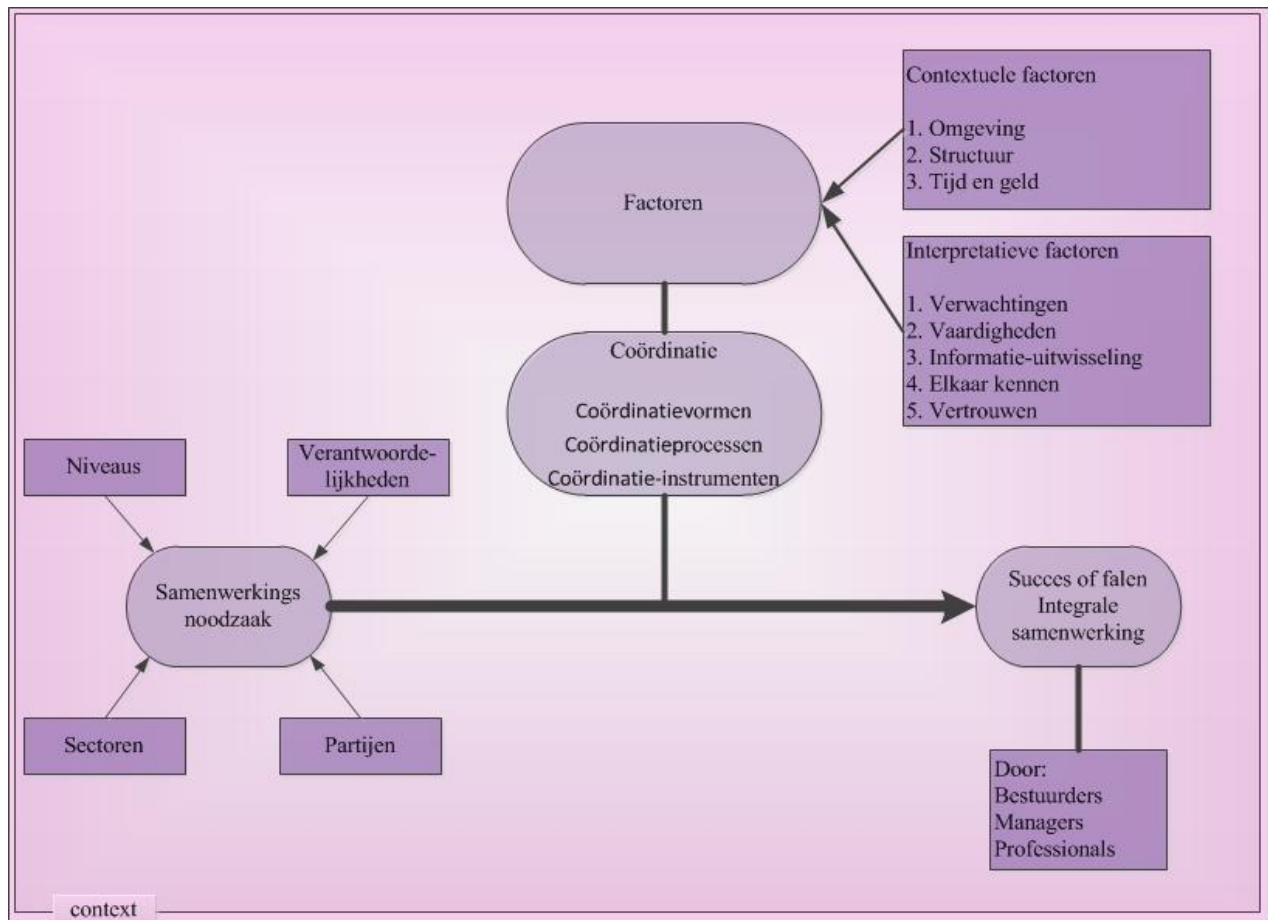 Contextuele factoren
1. Omgeving
2. Structuur
3. Tijd en geld
Factoren
Interpretatieve factoren
1. Verwachtingen
2. Vaardigheden
3. Informatie-uitwisseling
4. Elkaar kennen
5. Vertrouwen
Coördinatie
Coördinatievormen
Coördinatieprocessen
Coördinatie-instrumenten
Niveaus
Verantwoorde-
lijkheden
Samenwerkings
noodzaak
Succes of falen
Integrale
samenwerking
Sectoren
Partijen
Door:
Bestuurders
Managers
Professionals
context